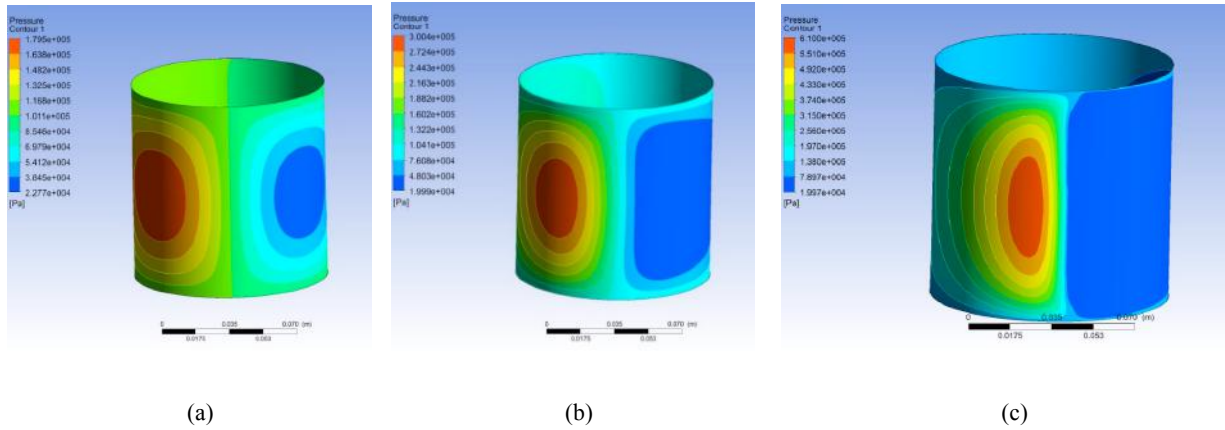 Pressure
Contour 1
1.795e+005
1.638e+005
1.482e+005
1.325e+005
1.168e+005
1.011e+005
8.546e+004
6.979e+004
5.412e+004
3.845e+004
2.277e+004
[Pa]
0 0.035 0.070 (m)
0.0175 0.053
Pressure
Contour 1
3.004e+005
2.724e+005
2.443e+005
2.163e+005
1.882e+005
1.602e+005
1.322e+005
1.041e+005
7.608e+004
4.803e+004
1.999e+004
[Pa]
0 0.035 0.070 (m)
0.0175 0.053
Pressure
Contour 1
6.100e+005
5.510e+005
4.920e+005
4.330e+005
3.740e+005
3.150e+005
2.560e+005
1.970e+005
1.380e+005
7.897e+004
1.997e+004
[Pa]
0 0.035 0.070 (m)
0.0175 0.053
(a) (b) (c)